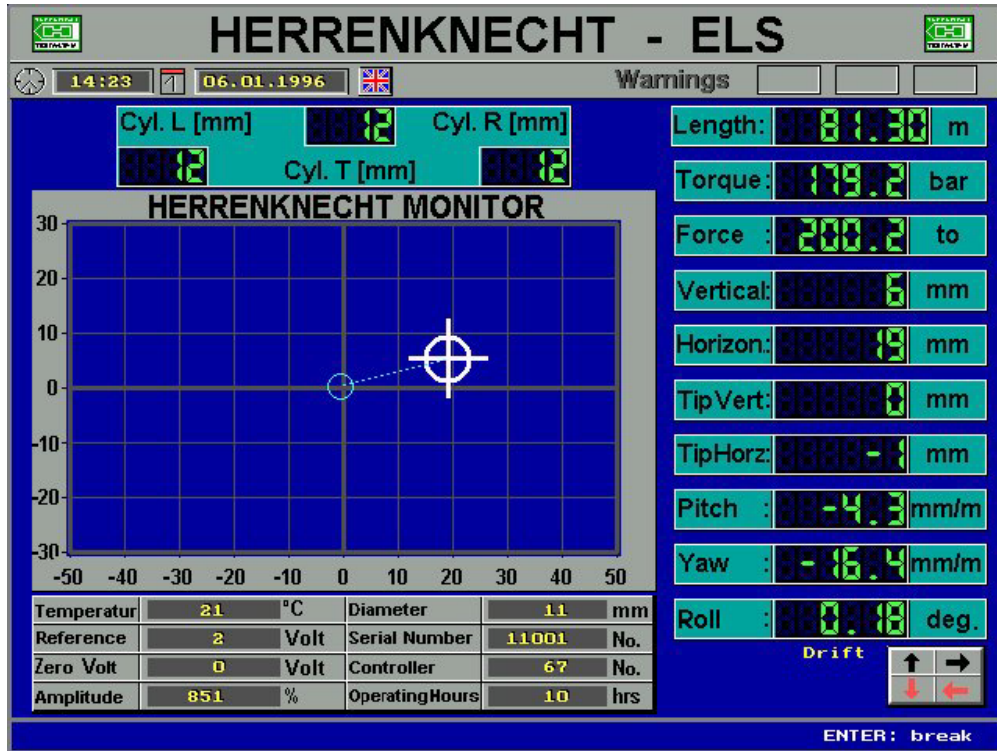 HERRENKNECHT - ELS
14:23 06.01.1996 Warnings
Cyl. L [mm] 12 Cyl. R [mm]
12 Cyl. T [mm] 12
HERRENKNECHT MONITOR
30
20
10
0
-10
-20
-30
-50 -40 -30 -20 -10 0 10 20 30 40 50
Temperatur 21 °C Diameter 11 mm
Reference 2 Volt Serial Number 11001 No.
Zero Volt 0 Volt Controller 67 No.
Amplitude 851 % OperatingHours 10 hrs
Length: 81.30 m
Torque: 179.2 bar
Force : 200.2 to
Vertical: 6 mm
Horizon.: 19 mm
TipVert: 0 mm
TipHorz: -1 mm
Pitch : -4.3 mm/m
Yaw : -16.4 mm/m
Roll : 0.18 deg.
Drift
ENTER: break